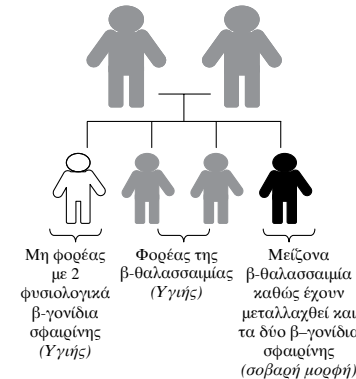 Μη φορέας
με 2
φυσιολογικά
β-γονίδια
σφαιρίνης
(Υγιής)
Φορέας της
β-θαλασσαιμίας
(Υγιής)
Μείζονα
β-θαλασσαιμία
καθώς έχουν
μεταλλαχθεί και
τα δύο β–γονίδια
σφαιρίνης
(σοβαρή μορφή)